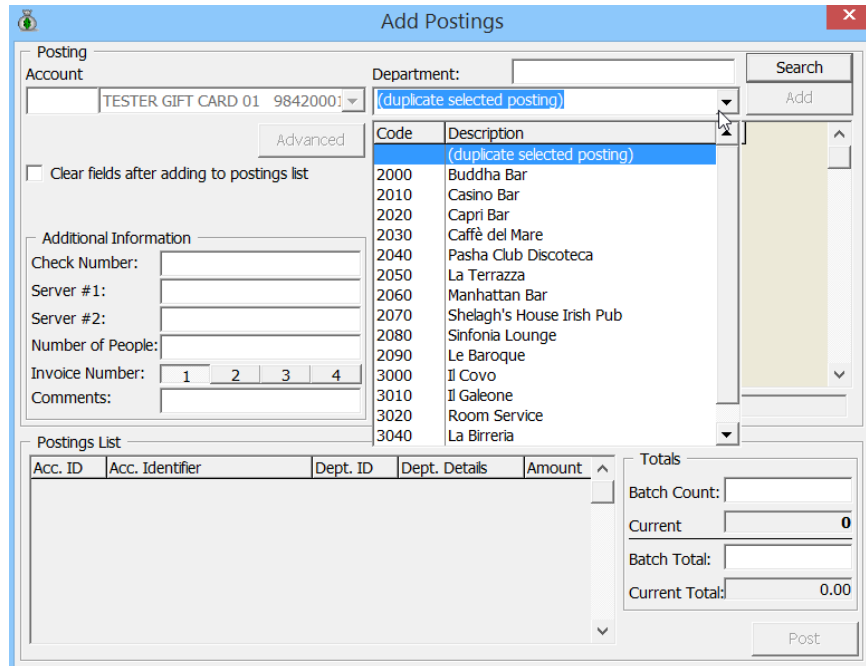 Add Postings
Posting
Account
Department:
Search
TESTER GIFT CARD 01 98420001
(duplicate selected posting)
Add
Advanced
Code Description
(duplicate selected posting)
Clear fields after adding to postings list
2000 Buddha Bar
2010 Casino Bar
2020 Capri Bar
2030 Caffè del Mare
2040 Pasha Club Discoteca
2050 La Terrazza
2060 Manhattan Bar
2070 Shelagh's House Irish Pub
2080 Sinfonia Lounge
2090 Le Baroque
3000 Il Covo
3010 Il Galeone
3020 Room Service
3040 La Birreria
Additional Information
Check Number:
Server #1:
Server #2:
Number of People:
Invoice Number: 1 2 3 4
Comments:
Postings List
Acc. ID Acc. Identifier Dept. ID Dept. Details Amount
Totals
Batch Count:
Current 0
Batch Total:
Current Total: 0.00
Post